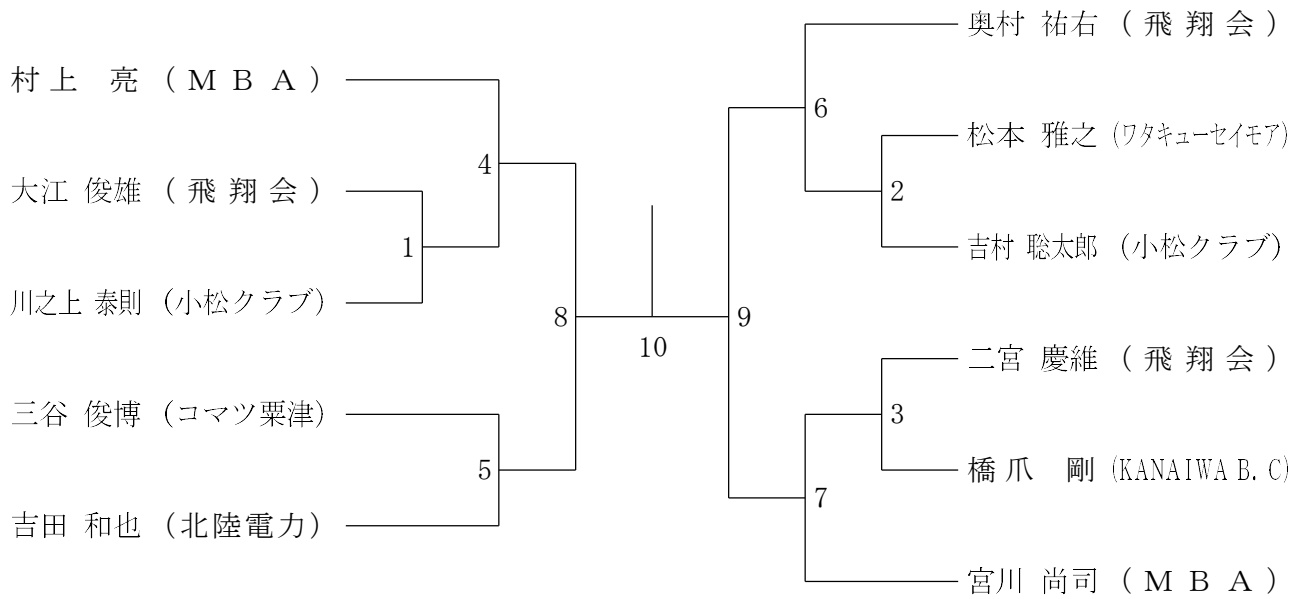 村上 亮 (MBA)
大江 俊雄 (飛翔会)
川之上 泰則 (小松クラブ)
三谷 俊博 (コマツ粟津)
吉田 和也 (北陸電力)
4
1
8
5
10
奥村 祐右 (飛翔会)
松本 雅之 (ワタキューセイモア)
吉村 聡太郎 (小松クラブ)
二宮 慶維 (飛翔会)
橋爪 剛 (KANAIWA B.C)
宮川 尚司 (MBA)
6
2
9
3
7